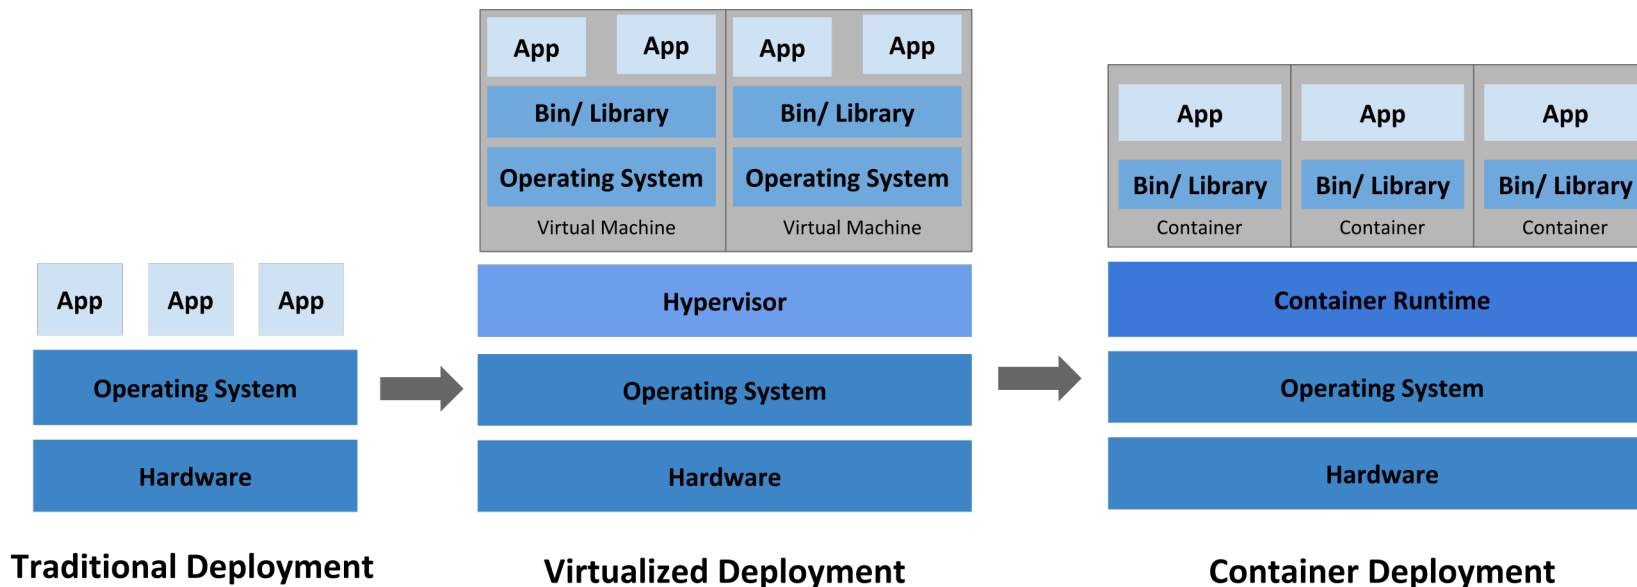 App
App
App
Operating System
Hardware
Traditional Deployment
App
App
Bin/ Library
Operating System
Virtual Machine
App
App
Bin/ Library
Operating System
Virtual Machine
Hypervisor
Operating System
Hardware
Virtualized Deployment
App
Bin/ Library
Container
App
Bin/ Library
Container
App
Bin/ Library
Container
Container Runtime
Operating System
Hardware
Container Deployment